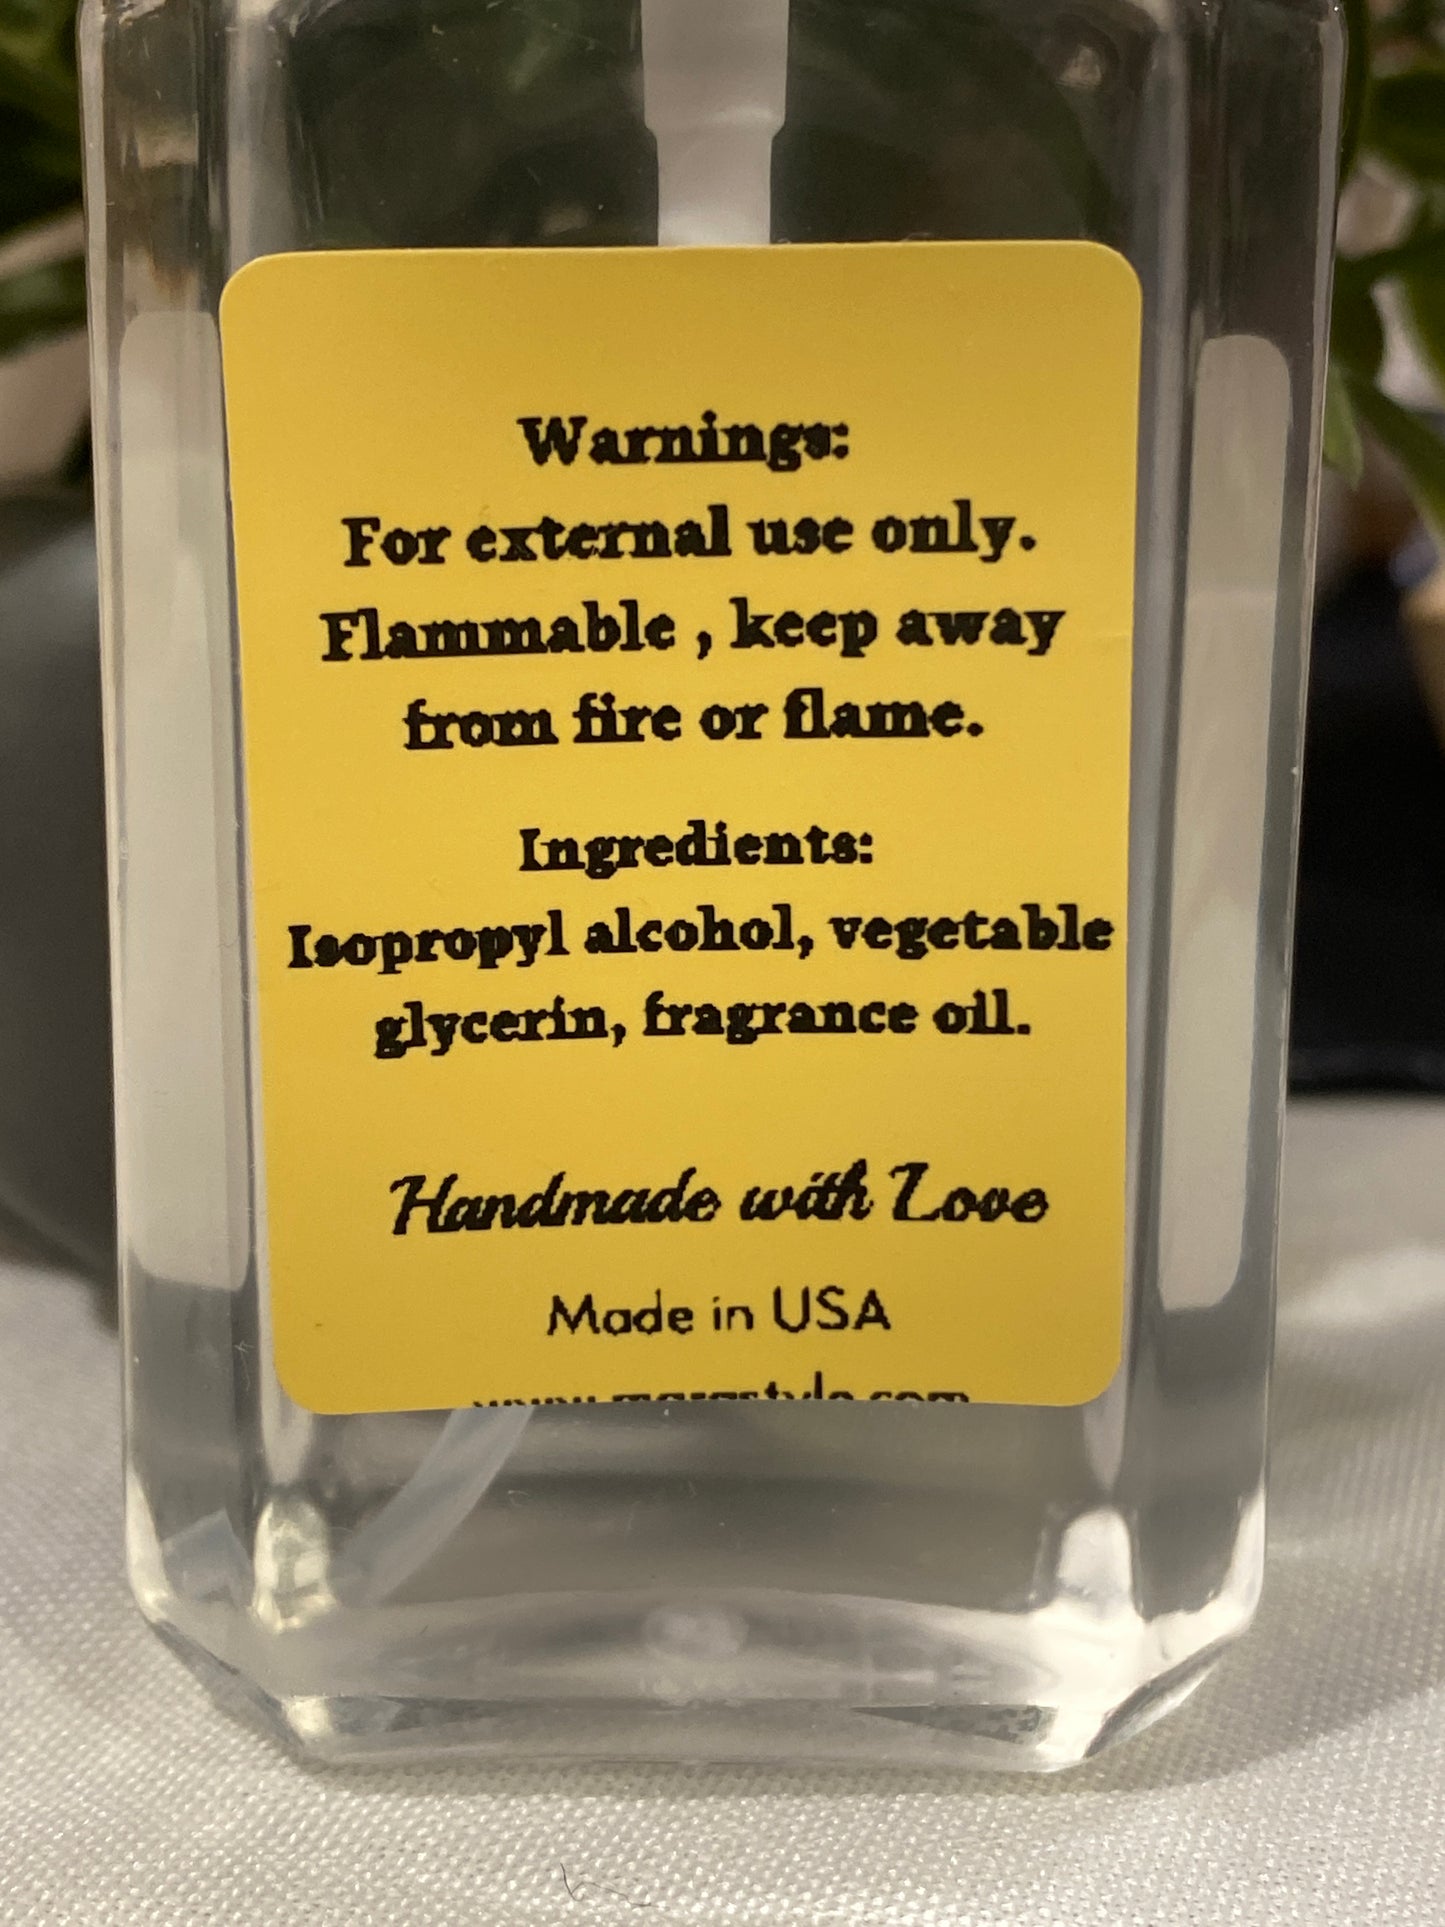 Warnings:
For external use only.
Flammable , keep away
from fire or flame.
Ingredients:
Isopropyl alcohol, vegetable
glycerin, fragrance oil.
Handmade with Love
Made in USA